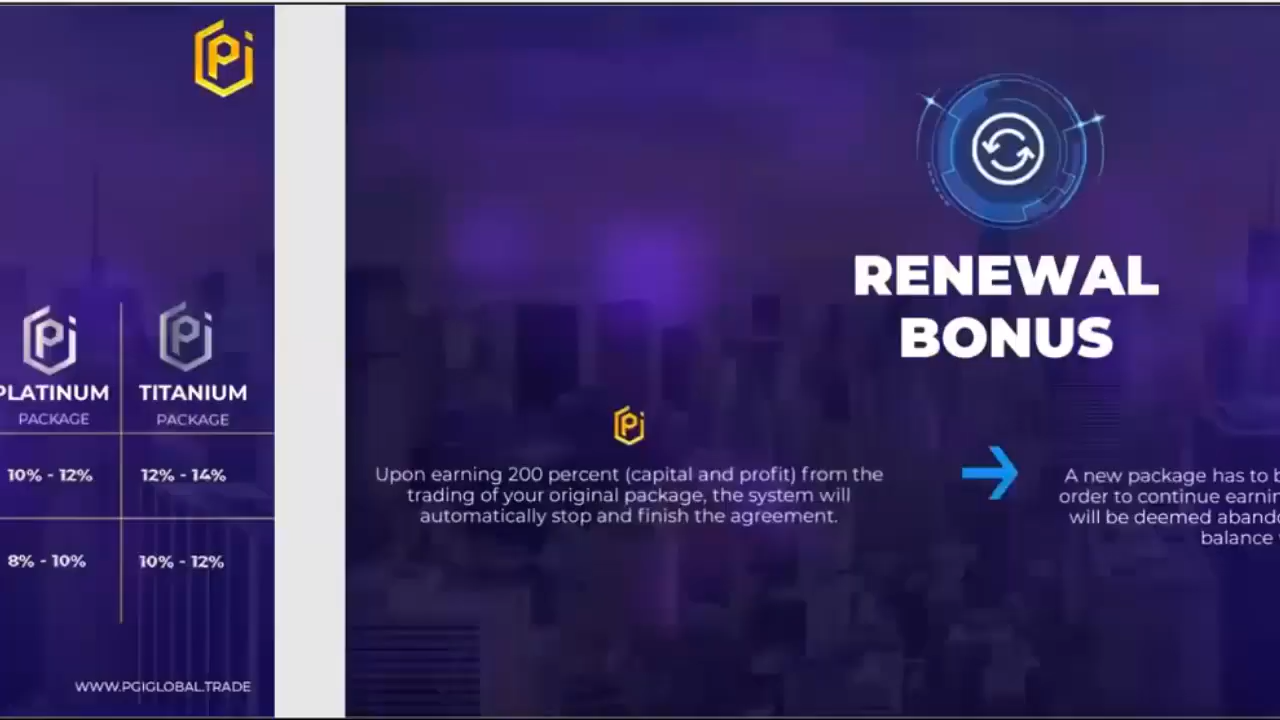 PLATINUM
PACKAGE
TITANIUM
PACKAGE
10% - 12%
12% - 14%
8% - 10%
10% - 12%
WWW.PGIGLOBAL.TRADE
RENEWAL
BONUS
Upon earning 200 percent (capital and profit) from the
trading of your original package, the system will
automatically stop and finish the agreement.
A new package has to
order to continue
will be deemed
balance